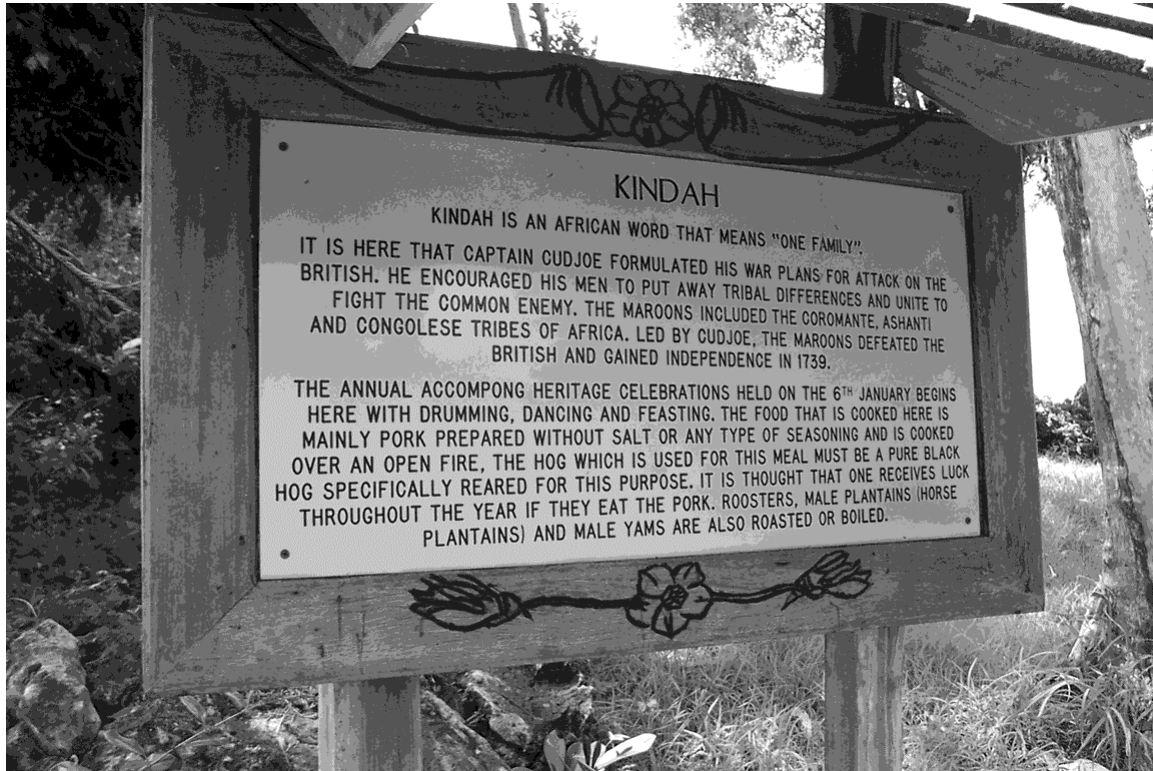 KINDAH
KINDAH IS AN AFRICAN WORD THAT MEANS "ONE FAMILY".
IT IS HERE THAT CAPTAIN CUDJOE FORMULATED HIS WAR PLANS FOR ATTACK ON THE
BRITISH. HE ENCOURAGED HIS MEN TO PUT AWAY TRIBAL DIFFERENCES AND UNITE TO
FIGHT THE COMMON ENEMY. THE MAROONS INCLUDED THE COROMANTE, ASHANTI
AND CONGOLESE TRIBES OF AFRICA. LED BY CUDJOE, THE MAROONS DEFEATED THE
BRITISH AND GAINED INDEPENDENCE IN 1739.
THE ANNUAL ACCOMPONG HERITAGE CELEBRATIONS HELD ON THE 6TH JANUARY BEGINS
HERE WITH DRUMMING, DANCING AND FEASTING. THE FOOD THAT IS COOKED HERE IS
MAINLY PORK PREPARED WITHOUT SALT OR ANY TYPE OF SEASONING AND IS COOKED
OVER AN OPEN FIRE, THE HOG WHICH IS USED FOR THIS MEAL MUST BE A PURE BLACK
HOG SPECIFICALLY REARED FOR THIS PURPOSE. IT IS THOUGHT THAT ONE RECEIVES LUCK
THROUGHOUT THE YEAR IF THEY EAT THE PORK. ROOSTERS, MALE PLANTAINS (HORSE
PLANTAINS) AND MALE YAMS ARE ALSO ROASTED OR BOILED.